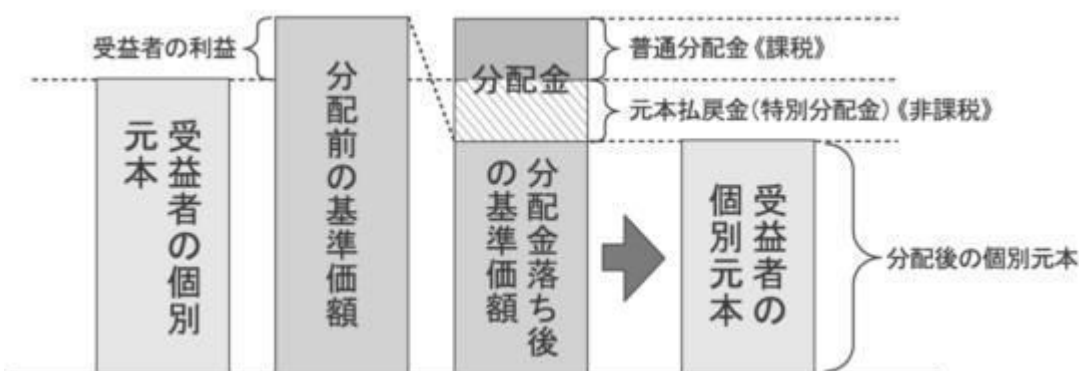 受益者の利益
受益者の個別
元本
分配前の基準価額
分配金
分配金落ち後
の基準価額
普通分配金《課税》
元本払戻金(特別分配金)《非課税》
受益者の
個別元本
分配後の個別元本